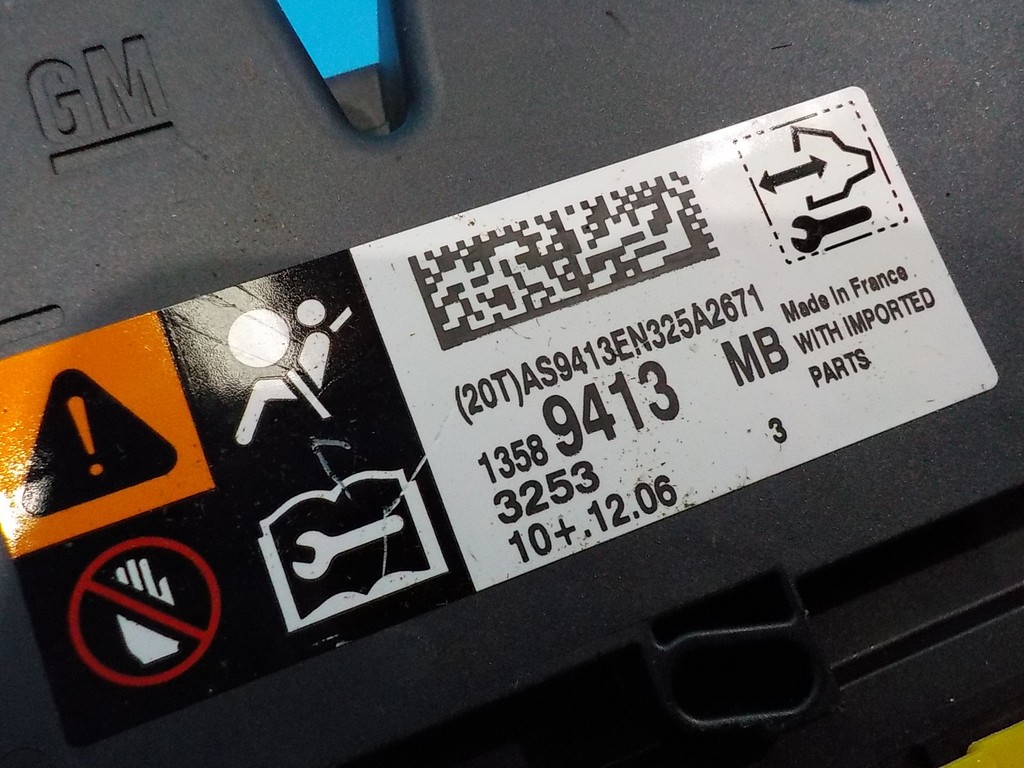 GM
(20T)AS9413EN325A2671
1358 9413 MB
3253
10+.12.06
3
Made In France
WITH IMPORTED
PARTS